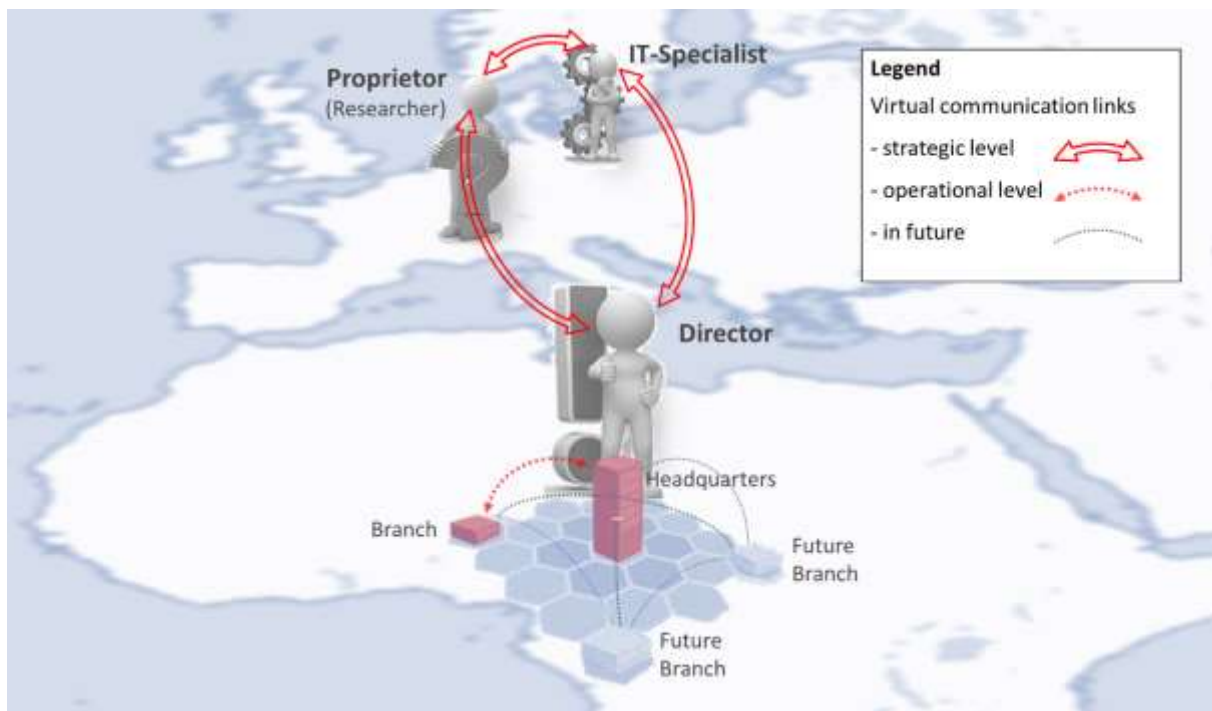 IT-Specialist
Proprietor
(Researcher)
Legend
Virtual communication links
- strategic level
- operational level
- in future
Director
Headquarters
Branch
Future
Branch
Future
Branch